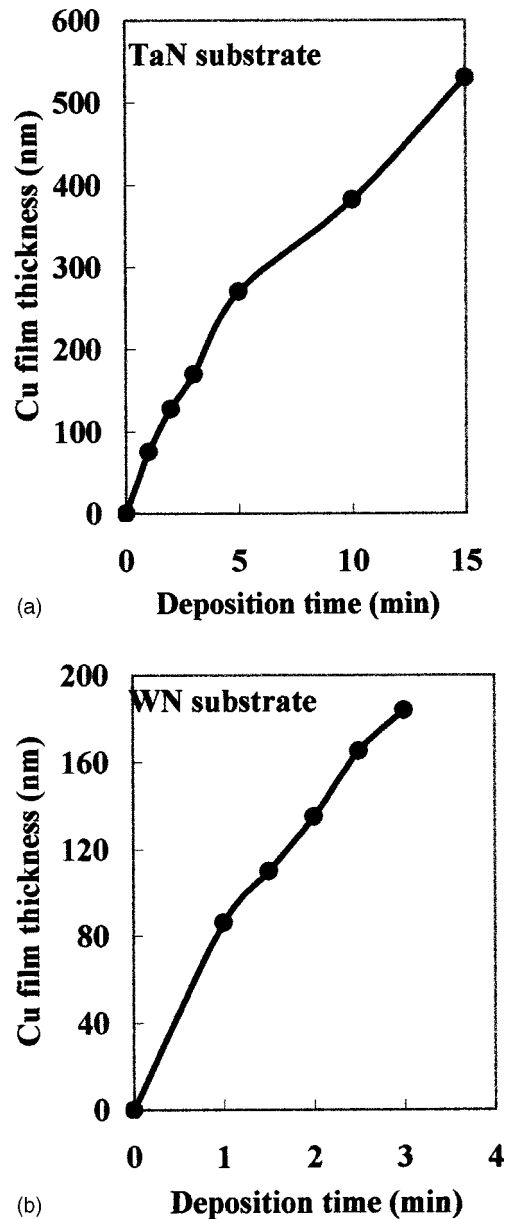 600
TaN substrate
500
400
300
200
100
0
Cu film thickness (nm)
0 5 10 15
(a) Deposition time (min)
200
WN substrate
160
120
80
40
0
Cu film thickness (nm)
0 1 2 3 4
(b) Deposition time (min)